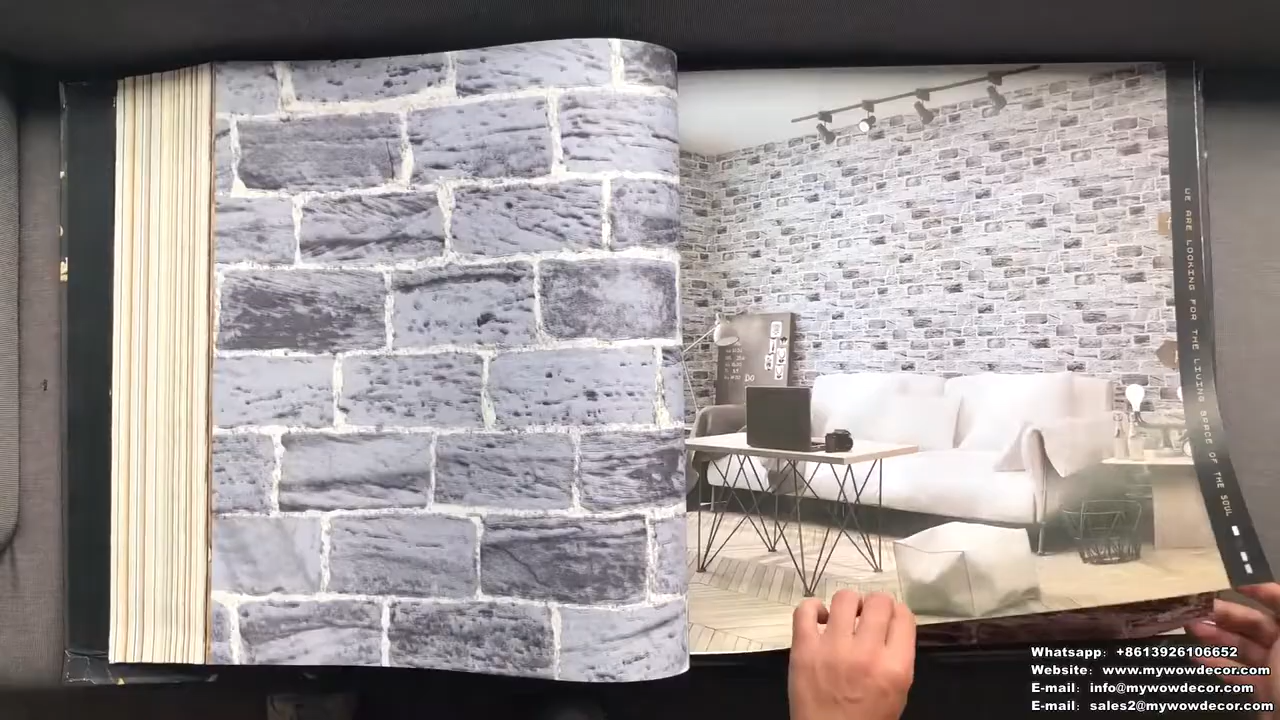 WE ARE LOOKING FOR THE LIVING SPACE OF THE SOUL
DO
Whatsapp: +8613926106652
Website: www.mywowdecor.com
E-mail: info@mywowdecor.com
E-mail: sales2@mywowdecor.com